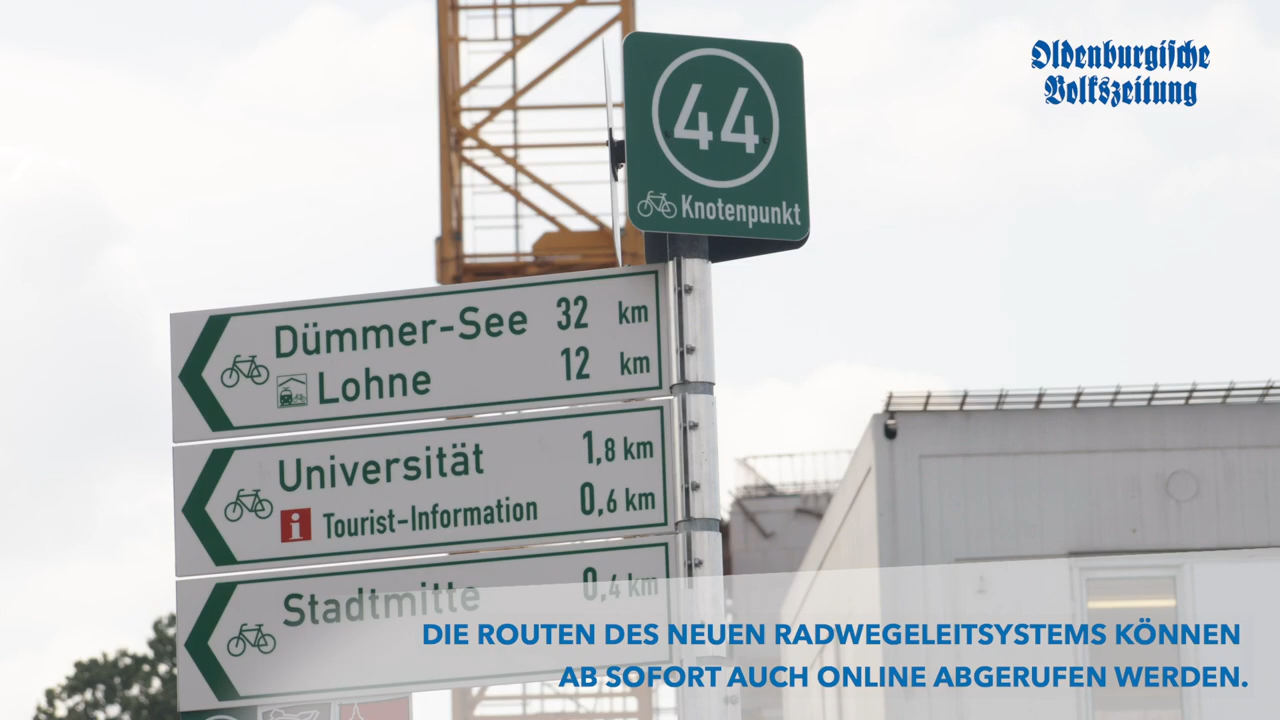 Oldenburgische
Volkszeitung
44
Knotenpunkt
Dümmer-See 32 km
Lohne 12 km
Universität 1,8 km
i Tourist-Information 0,6 km
Stadtmitte 0,4 km
DIE ROUTEN DES NEUEN RADWEGELEITSYSTEMS KÖNNEN
AB SOFORT AUCH ONLINE ABGERUFEN WERDEN.